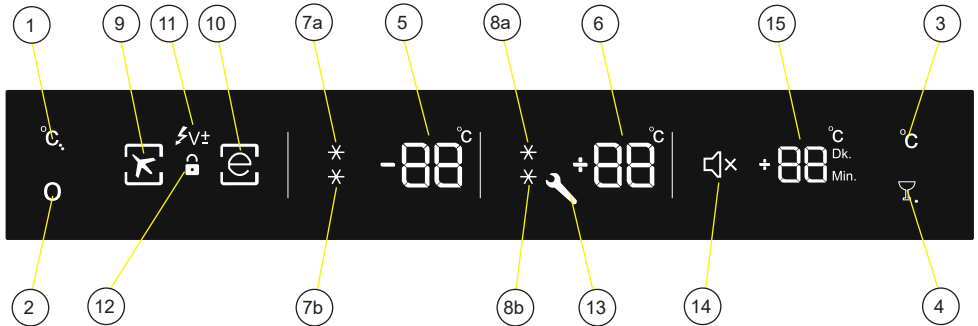 1 9 11 10 7a 5 8a 6 15 3
°C V± °C °C °C °C
e -88 +88 + 88 Dk.
O Min.
2 12 7b 8b 13 14 4